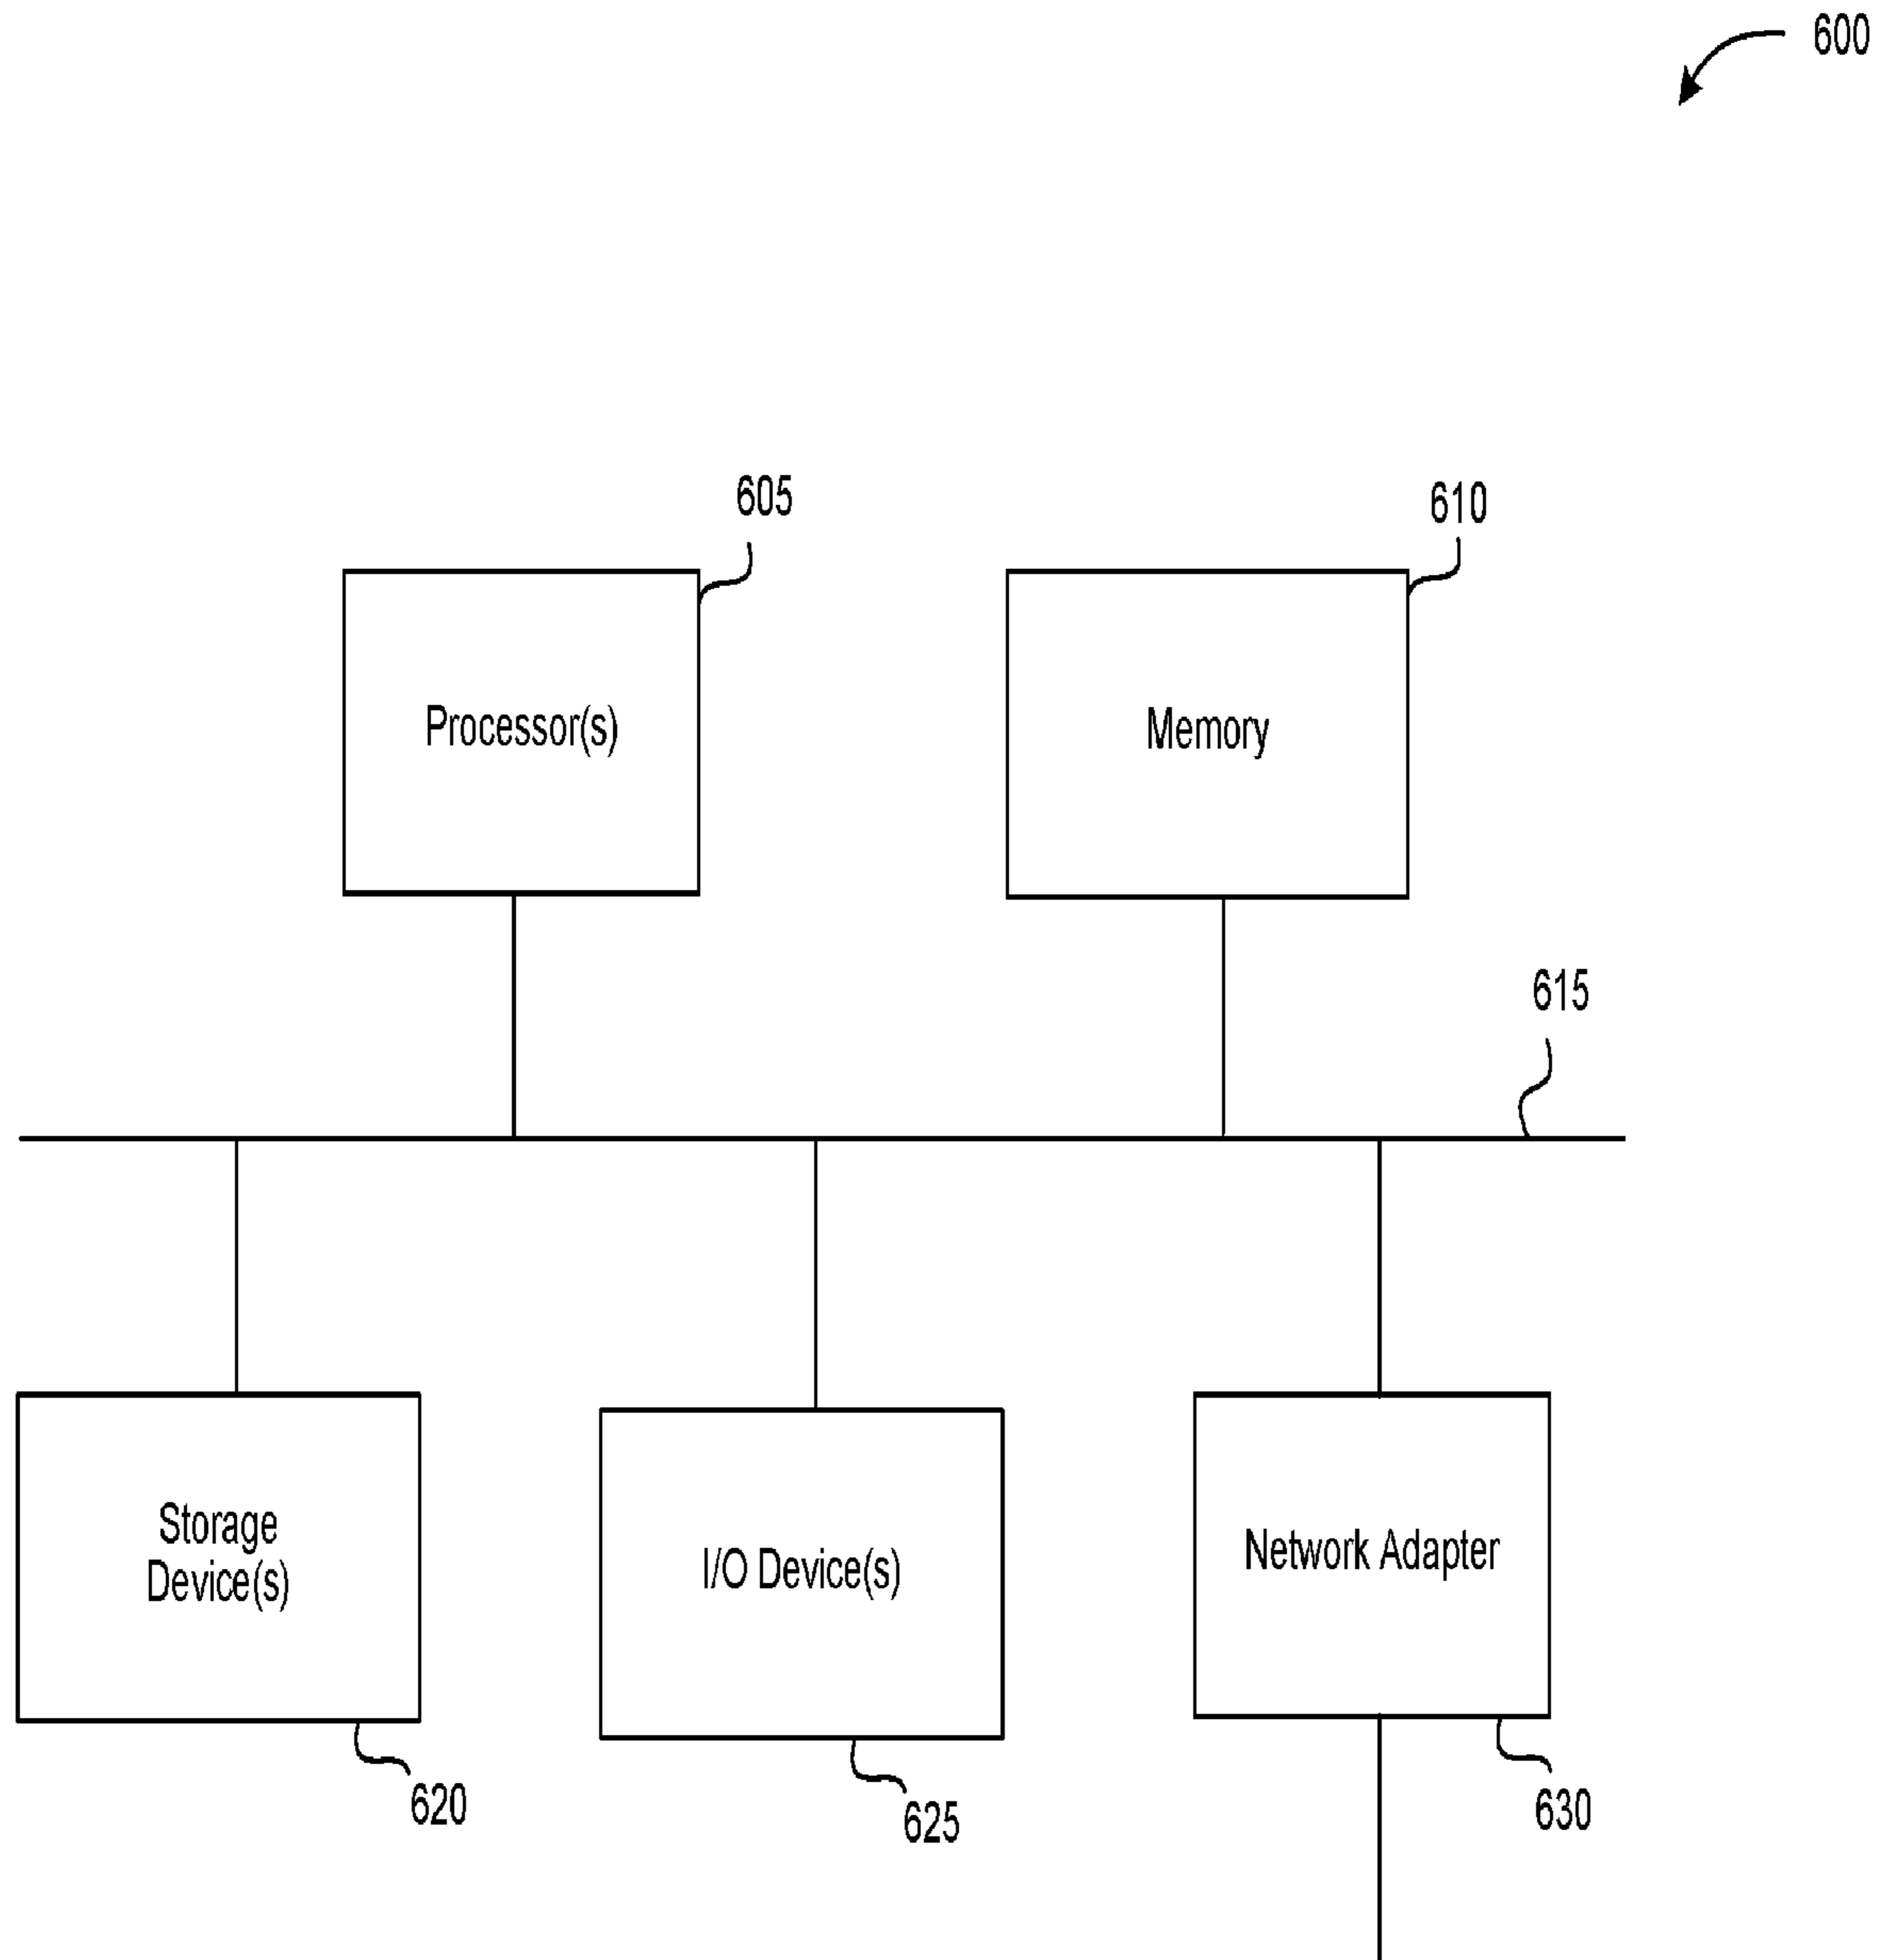 600
605
610
Processor(s)
Memory
615
Storage
Device(s)
I/O Device(s)
Network Adapter
620
625
630